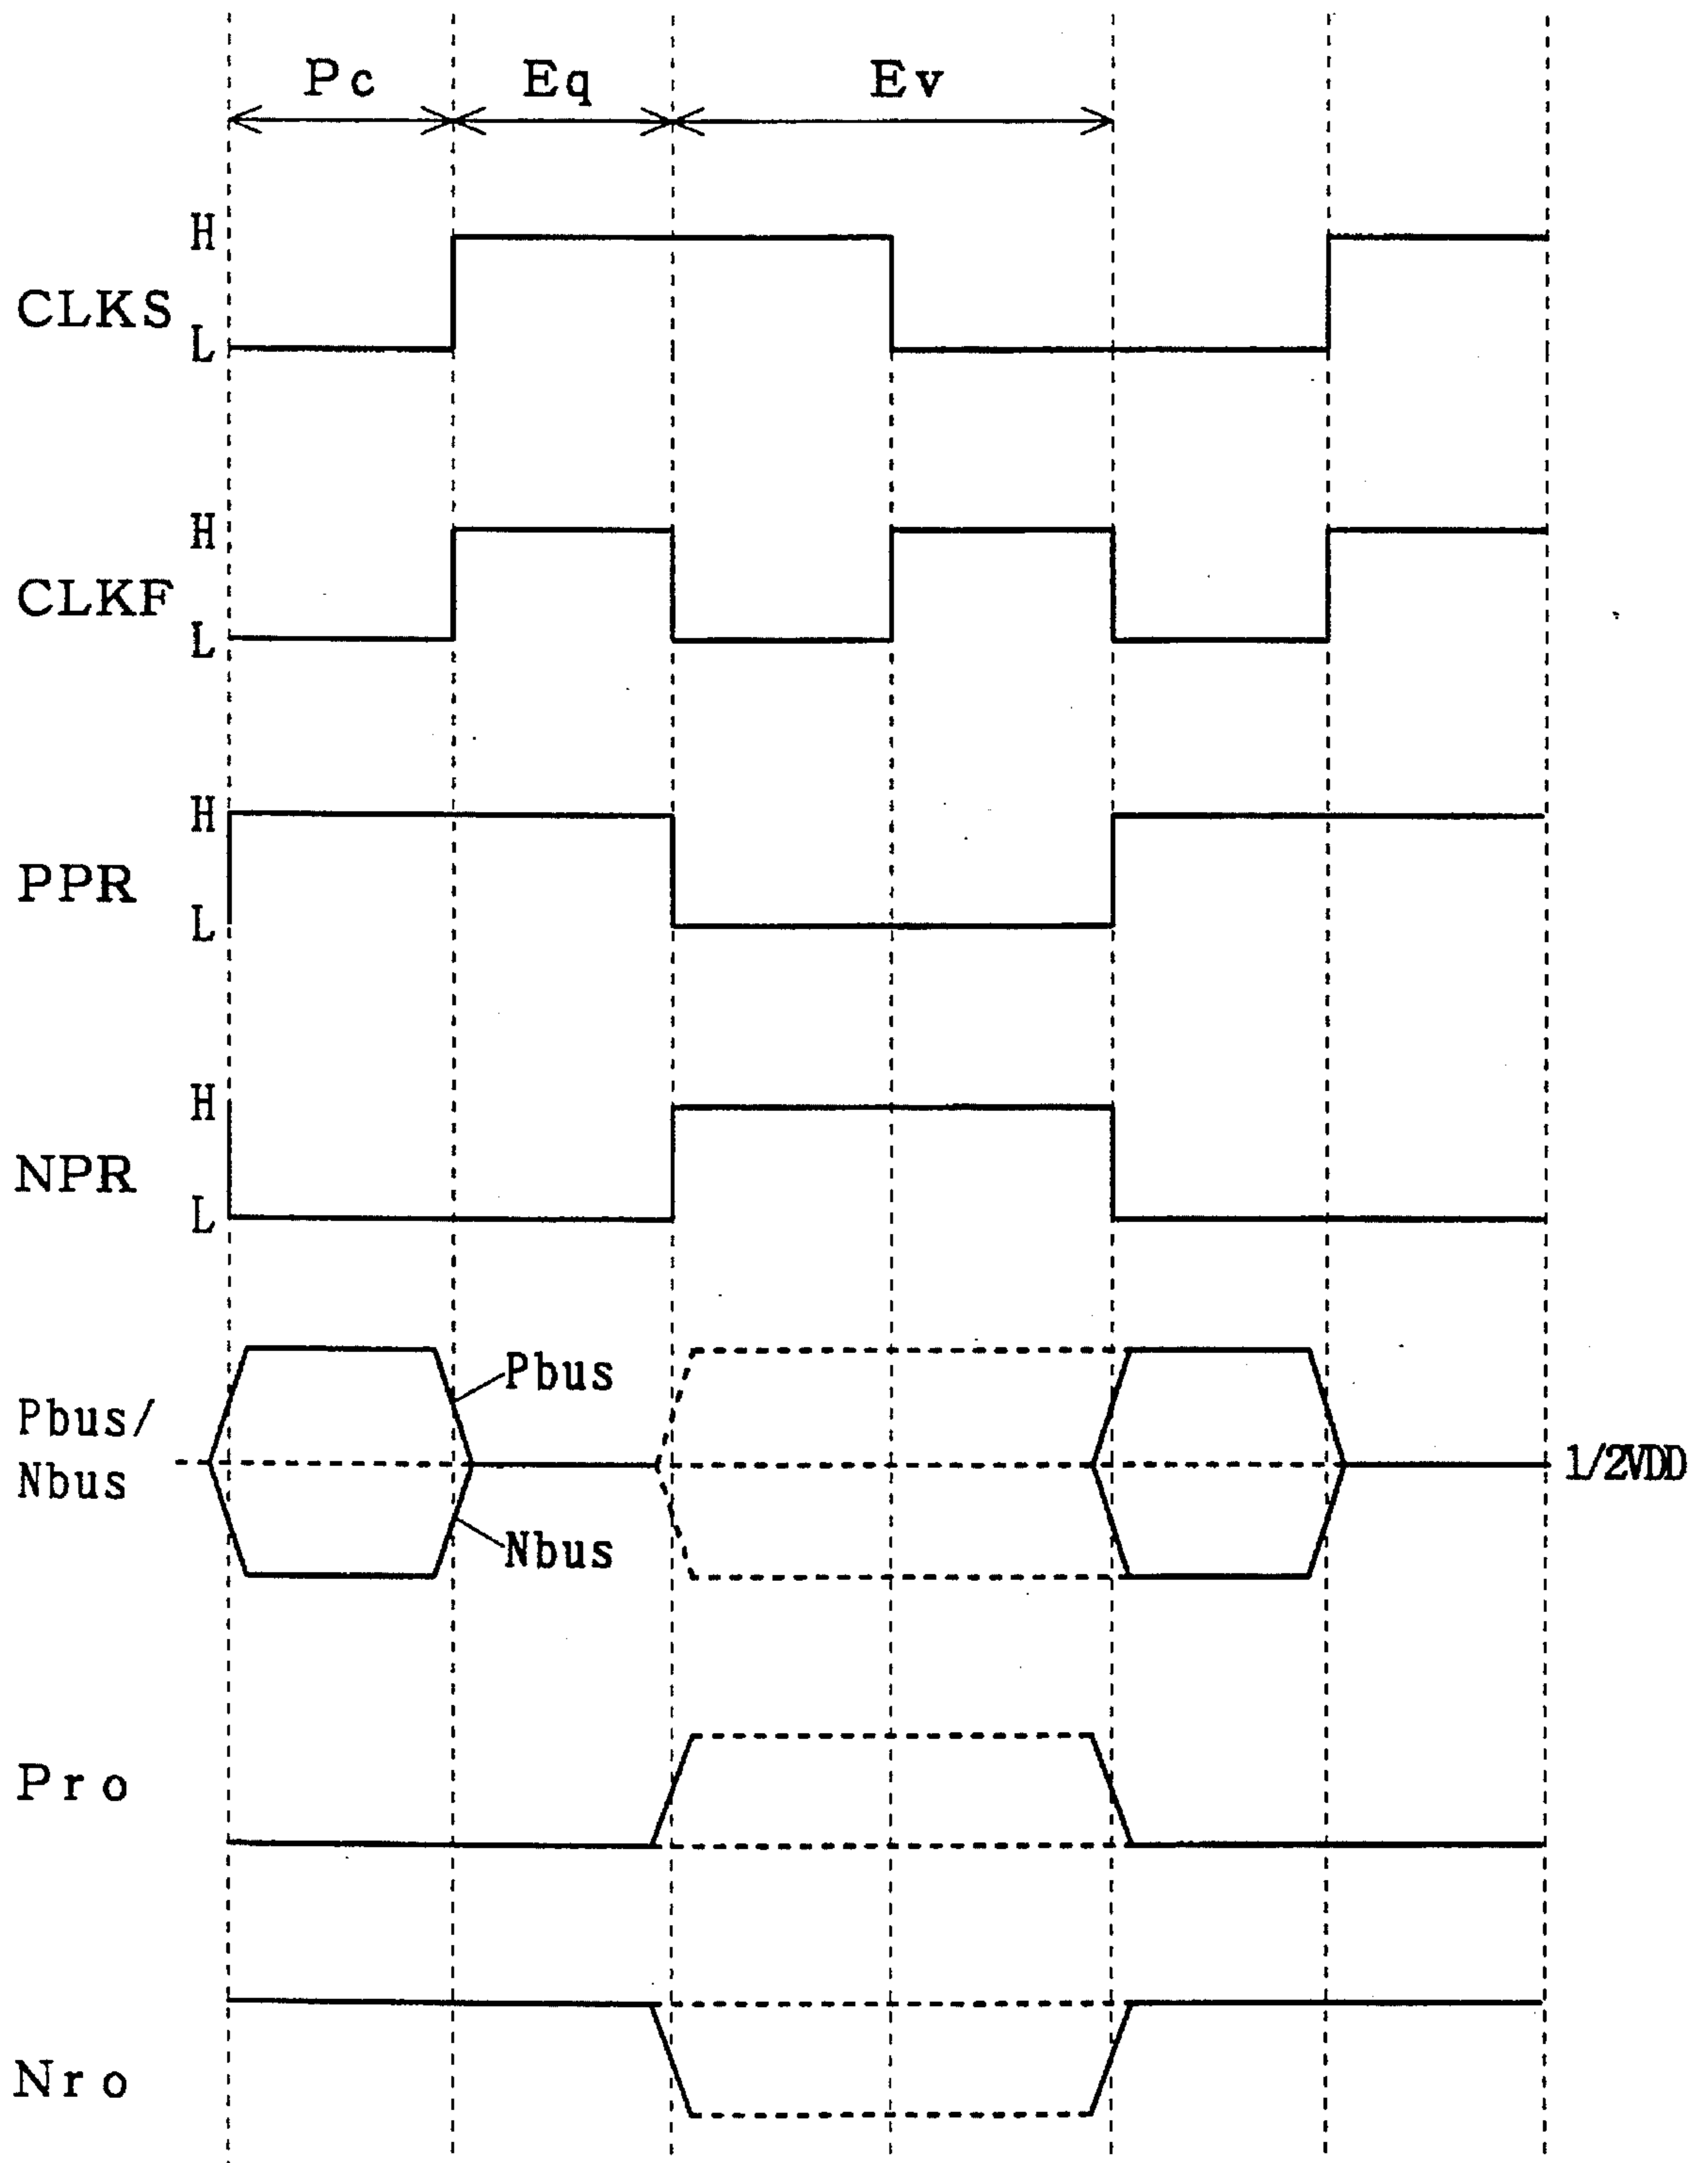 Pc Eq Ev
H
CLKS
L
H
CLKF
L
H
PPR
L
H
NPR
L
Pbus
Pbus/
Nbus
1/2VDD
Nbus
Pro
Nro